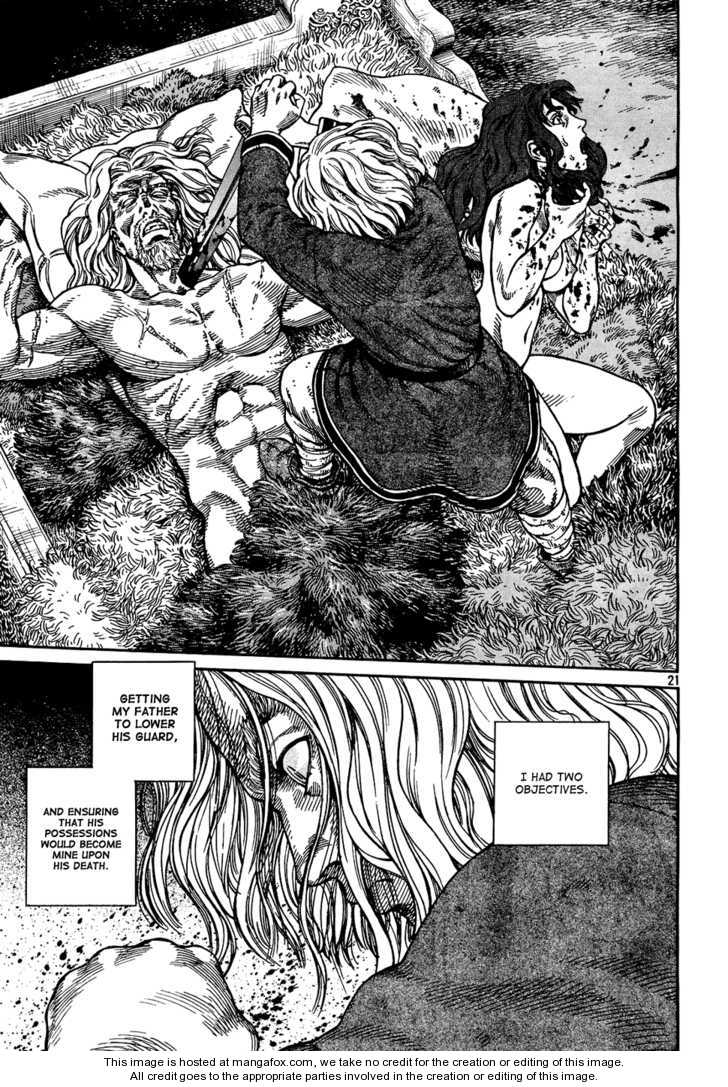 21
I HAD TWO
OBJECTIVES.
GETTING
MY FATHER
TO LOWER
HIS GUARD,
AND ENSURING
THAT HIS
POSSESSIONS
WOULD BECOME
MINE UPON
HIS DEATH.
This image is hosted at mangafox.com, we take no credit for the creation or editing of this image.
All credit goes to the appropriate parties involved in the creation or editing of this image.